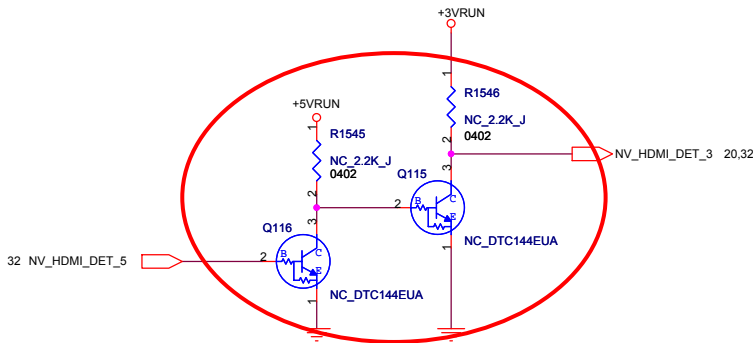 +3VRUN
1
R1546
NC_2.2K_J
0402
2
+5VRUN
1
R1545
NC_2.2K_J
0402
2
NV_HDMI_DET_3 20,32
Q115
3
2 B C E
1
NC_DTC144EUA
Q116
3
32 NV_HDMI_DET_5
2 B C E
1
NC_DTC144EUA